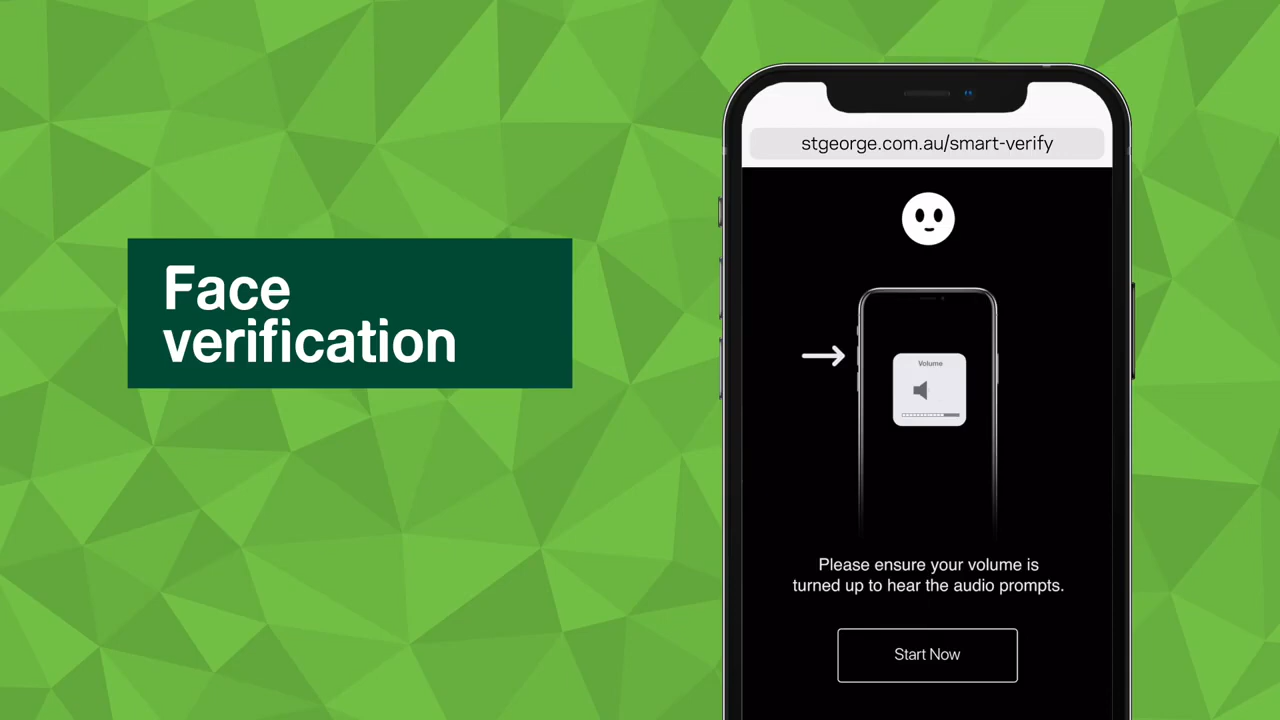 Face
verification
stgeorge.com.au/smart-verify
Volume
Please ensure your volume is
turned up to hear the audio prompts.
Start Now